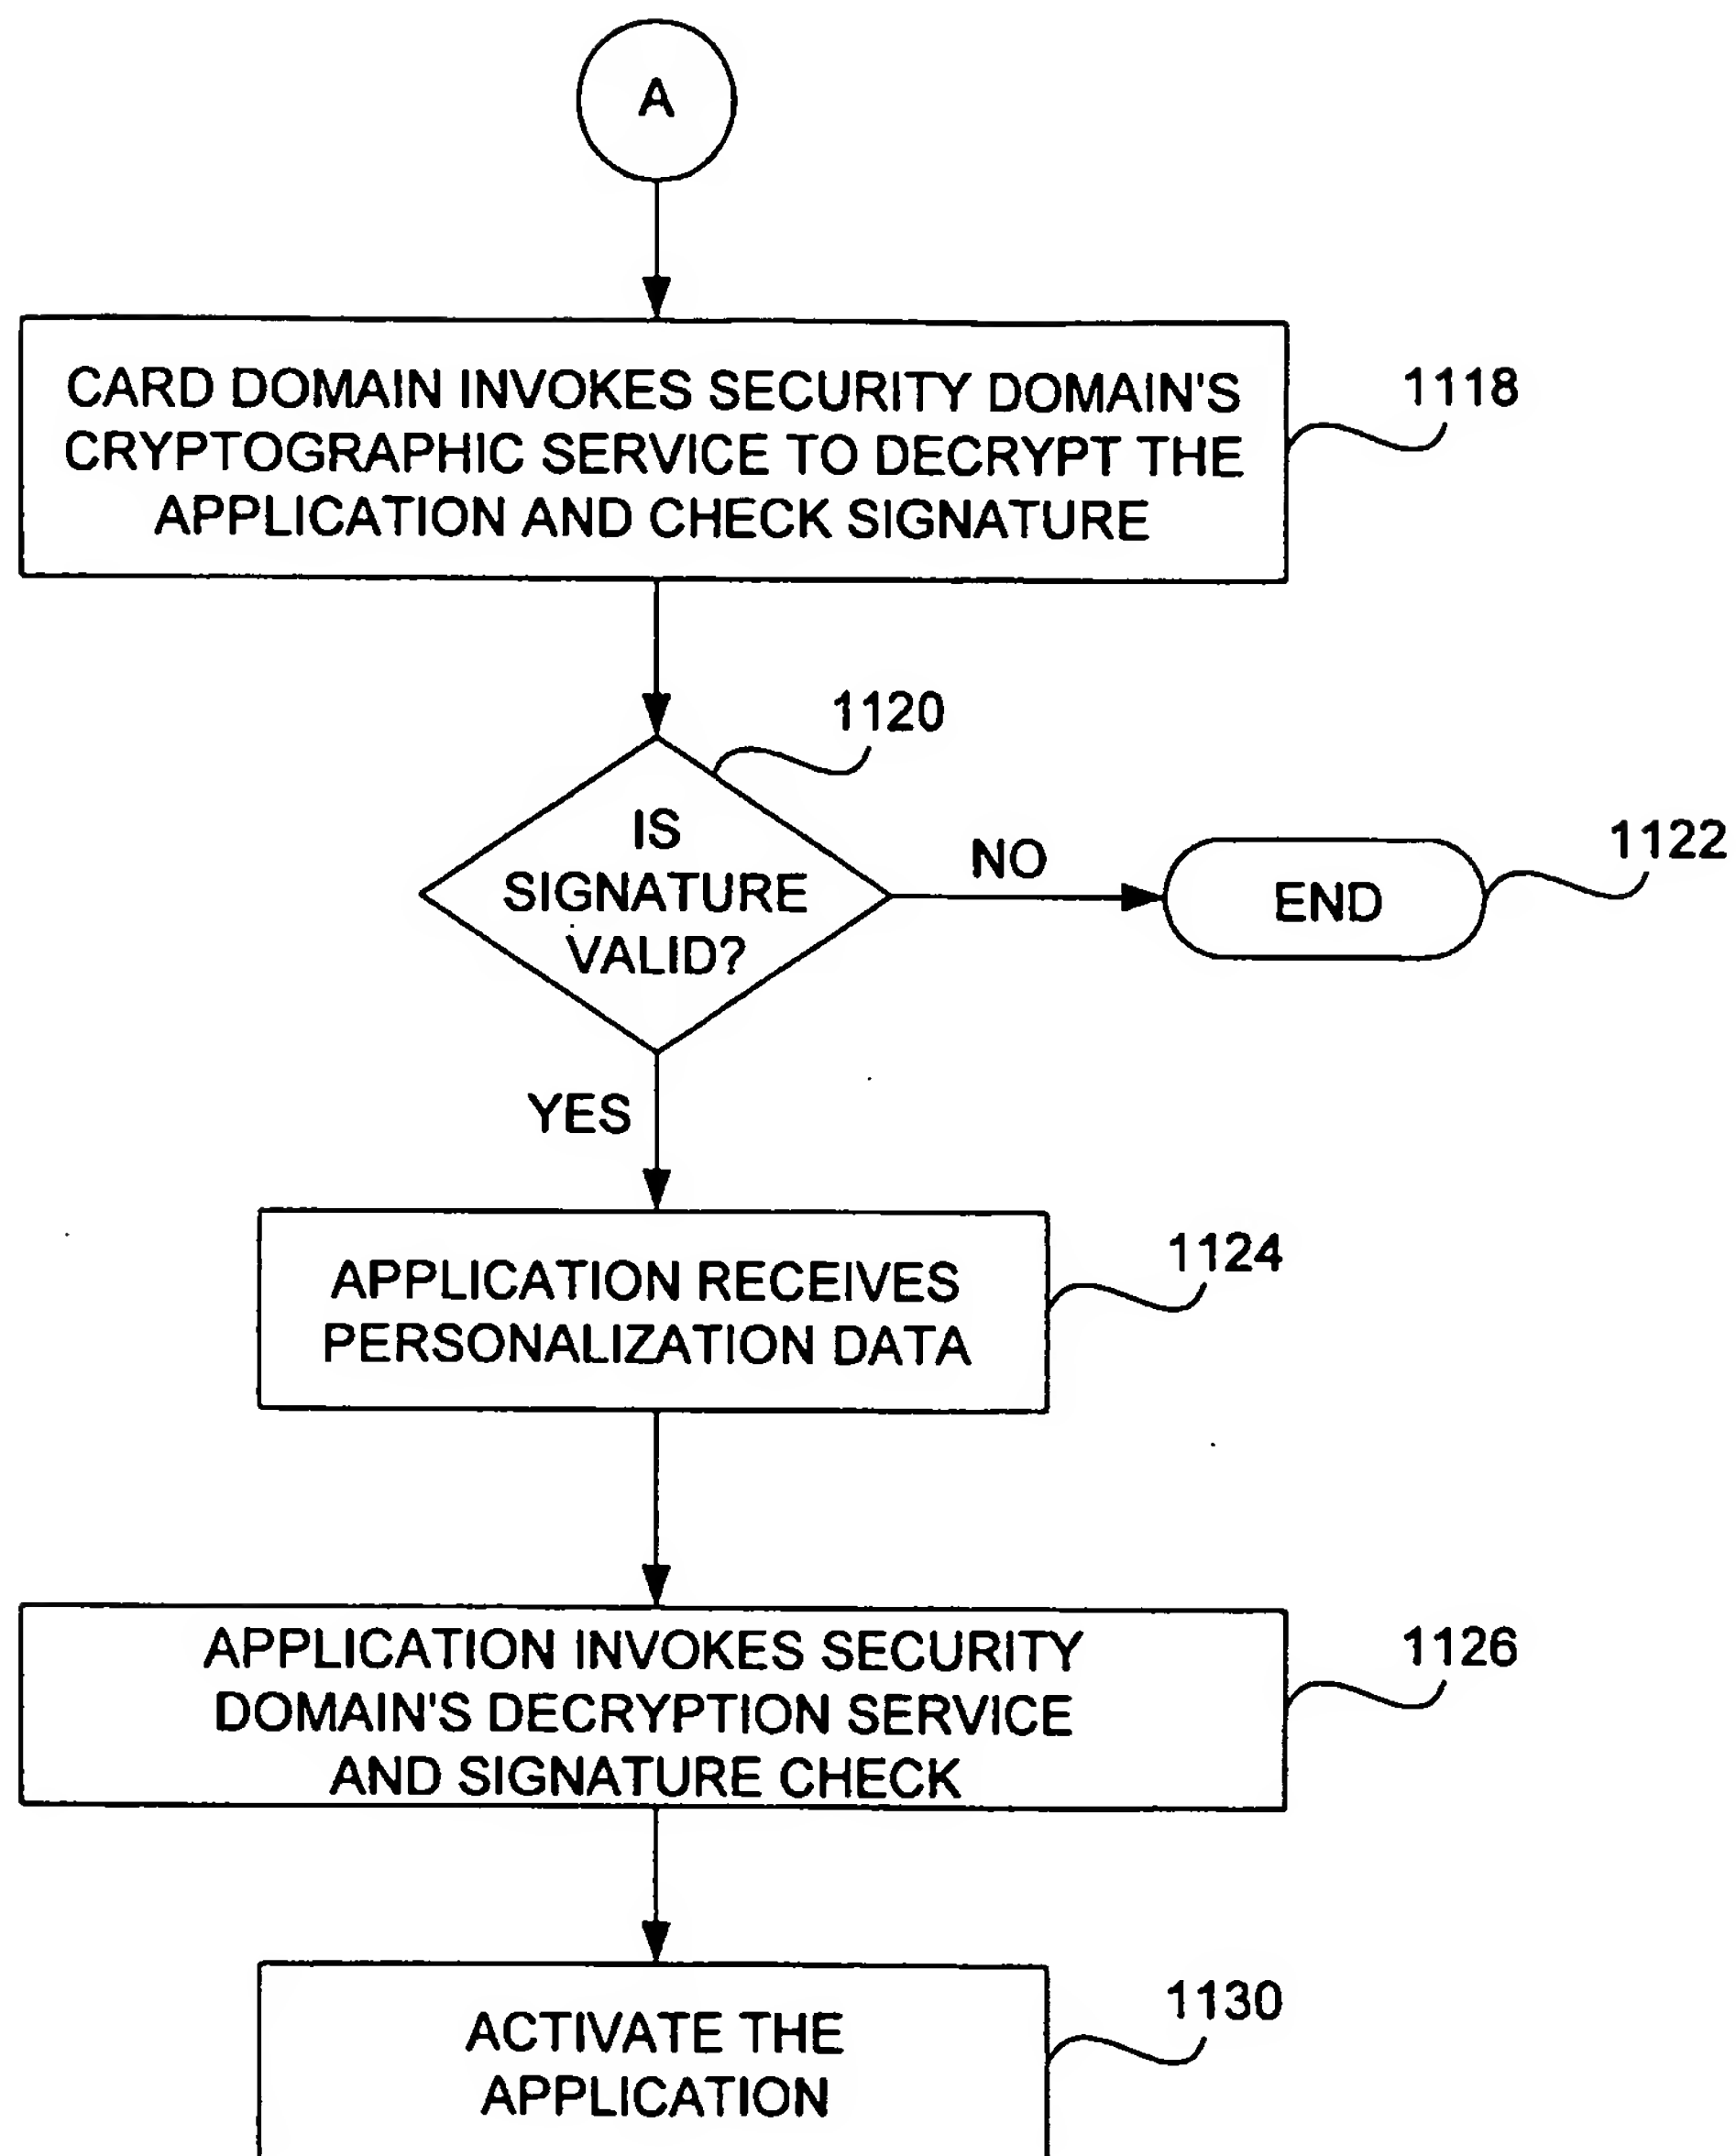 A
CARD DOMAIN INVOKES SECURITY DOMAIN'S
CRYPTOGRAPHIC SERVICE TO DECRYPT THE
APPLICATION AND CHECK SIGNATURE
1118
1120
IS
SIGNATURE
VALID?
NO
END
1122
YES
APPLICATION RECEIVES
PERSONALIZATION DATA
1124
APPLICATION INVOKES SECURITY
DOMAIN'S DECRYPTION SERVICE
AND SIGNATURE CHECK
1126
ACTIVATE THE
APPLICATION
1130